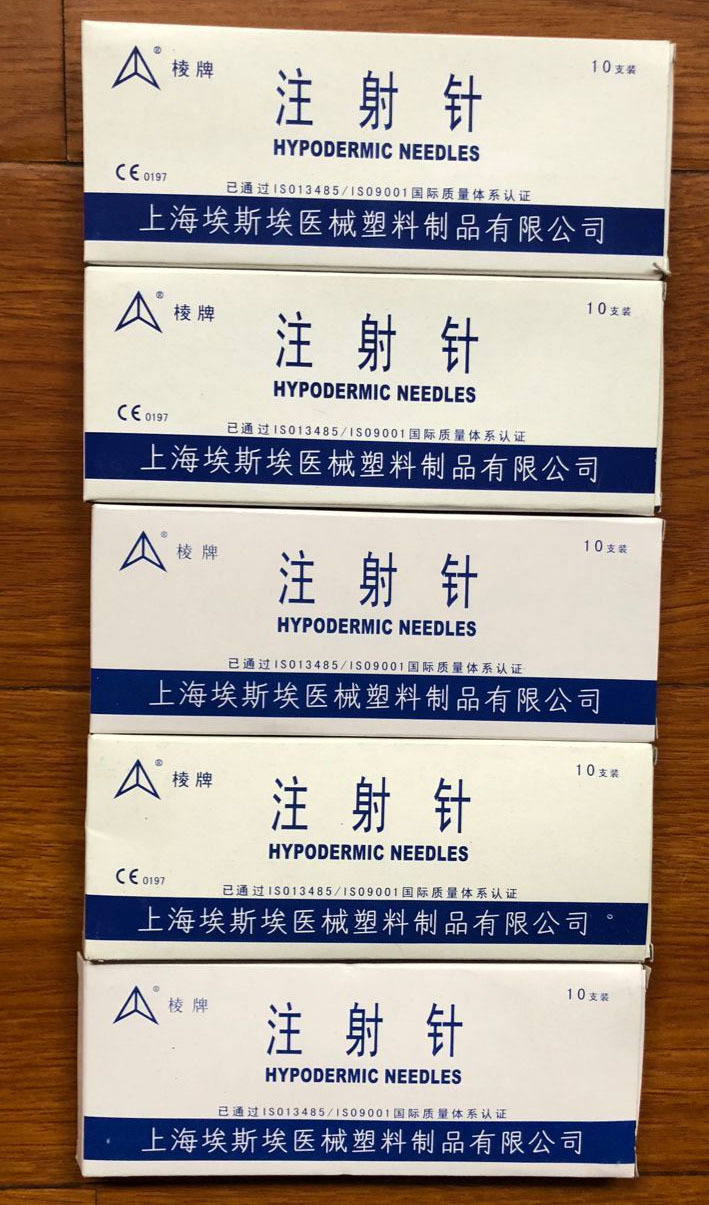 ® 棱牌 10支装
注射针
HYPODERMIC NEEDLES
CE 0197
已通过ISO13485/ISO9001国际质量体系认证
上海埃斯埃医械塑料制品有限公司
® 棱牌 10支装
注射针
HYPODERMIC NEEDLES
CE 0197
已通过ISO13485/ISO9001国际质量体系认证
上海埃斯埃医械塑料制品有限公司
® 棱牌 10支装
注射针
HYPODERMIC NEEDLES
已通过ISO13485/ISO9001国际质量体系认证
上海埃斯埃医械塑料制品有限公司
® 棱牌 10支装
注射针
HYPODERMIC NEEDLES
CE 0197
已通过ISO13485/ISO9001国际质量体系认证
上海埃斯埃医械塑料制品有限公司
® 棱牌 10支装
注射针
HYPODERMIC NEEDLES
已通过ISO13485/ISO9001国际质量体系认证
上海埃斯埃医械塑料制品有限公司